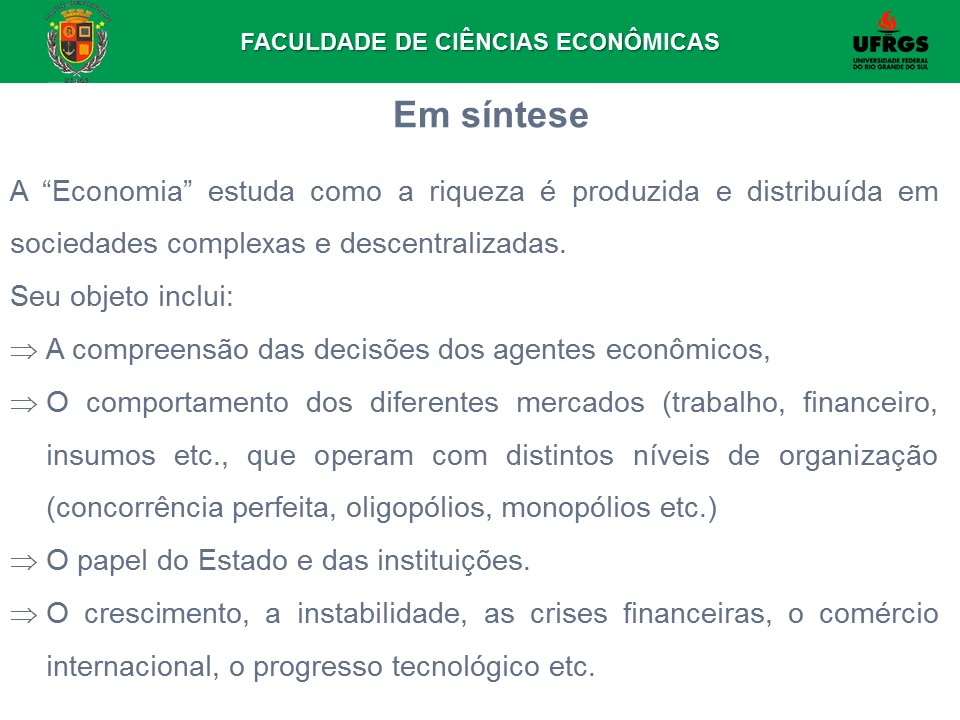 FACULDADE DE CIÊNCIAS ECONÔMICAS
UFRGS
UNIVERSIDADE FEDERAL
DO RIO GRANDE DO SUL
Em síntese
A “Economia” estuda como a riqueza é produzida e distribuída em
sociedades complexas e descentralizadas.
Seu objeto inclui:
⇒ A compreensão das decisões dos agentes econômicos,
⇒ O comportamento dos diferentes mercados (trabalho, financeiro,
insumos etc., que operam com distintos níveis de organização
(concorrência perfeita, oligopólios, monopólios etc.)
⇒ O papel do Estado e das instituições.
⇒ O crescimento, a instabilidade, as crises financeiras, o comércio
internacional, o progresso tecnológico etc.